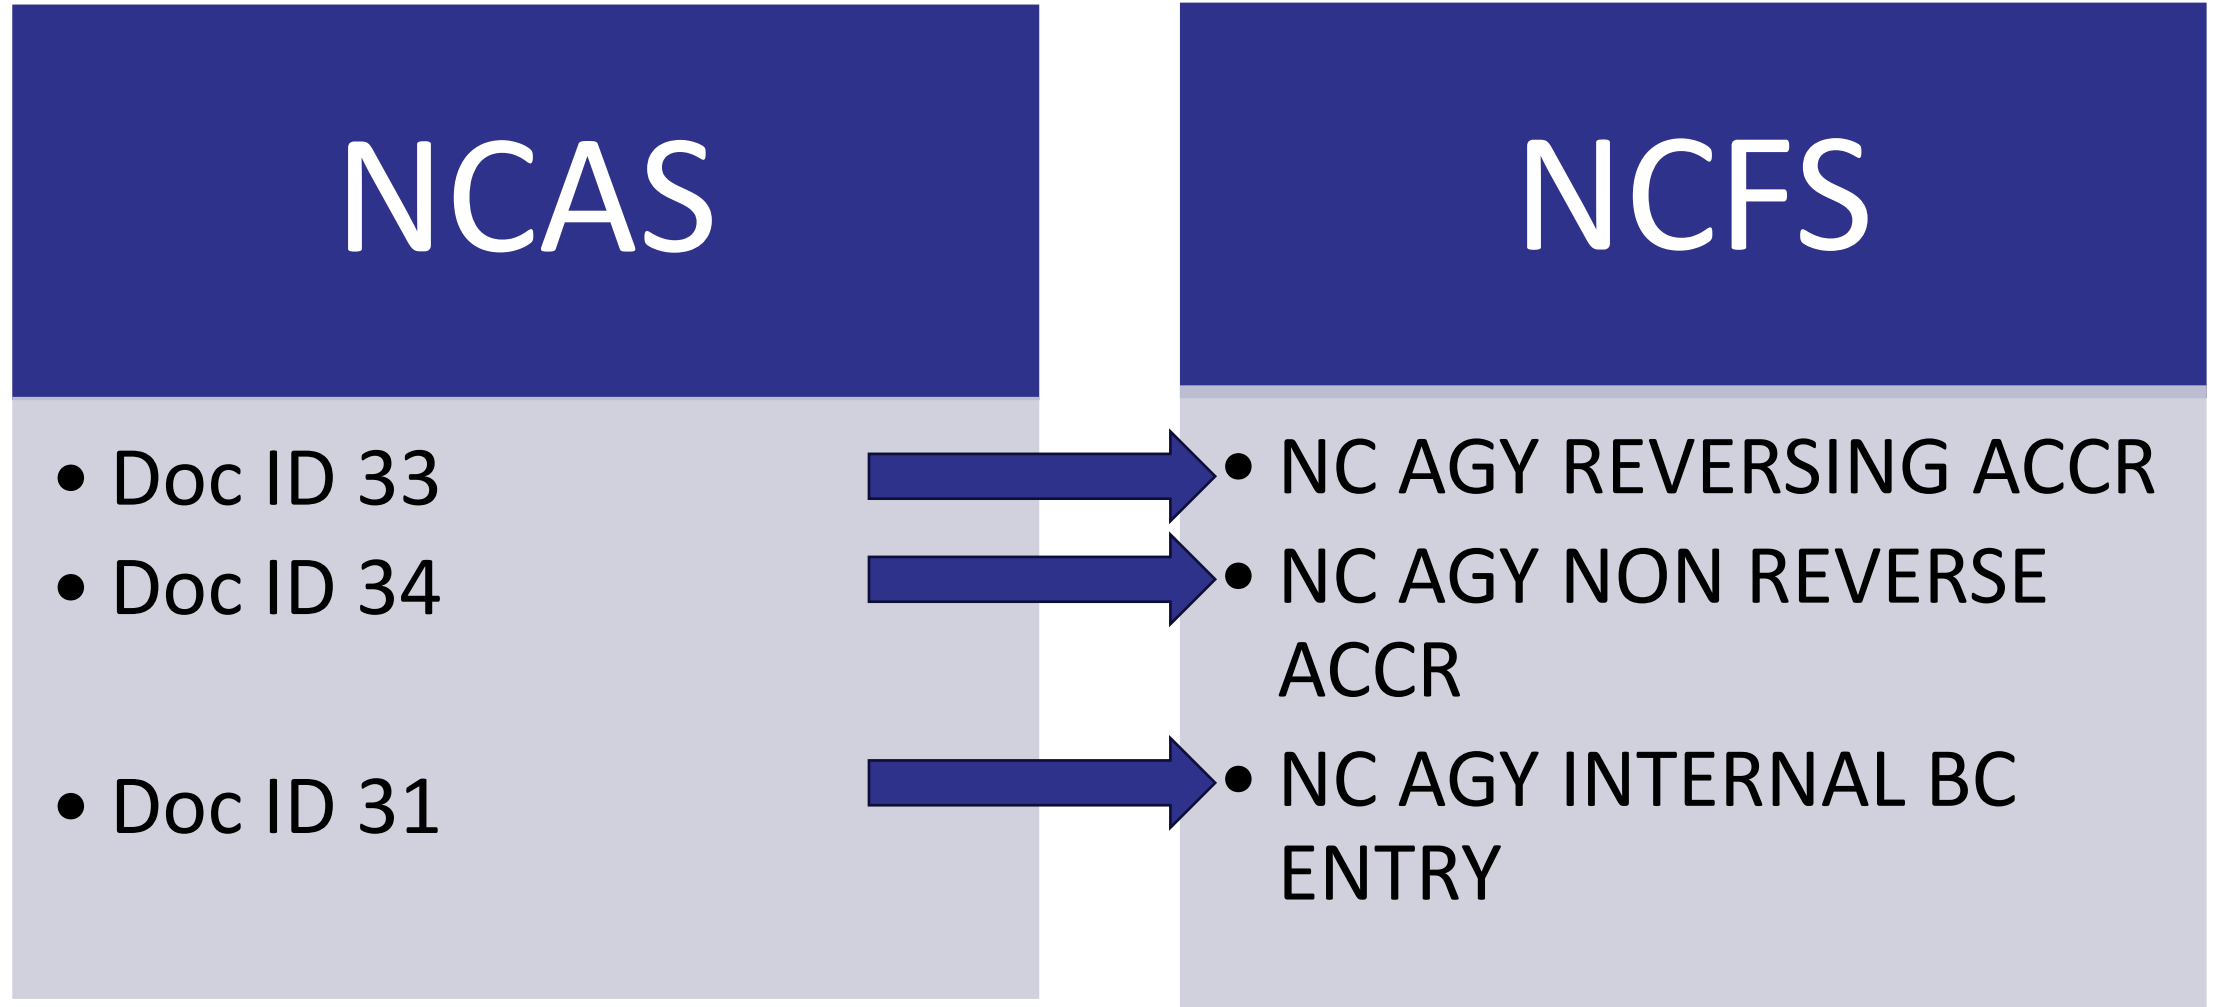 NCAS
• Doc ID 33
• Doc ID 34
• Doc ID 31
NCFS
• NC AGY REVERSING ACCR
• NC AGY NON REVERSE
ACCR
• NC AGY INTERNAL BC
ENTRY